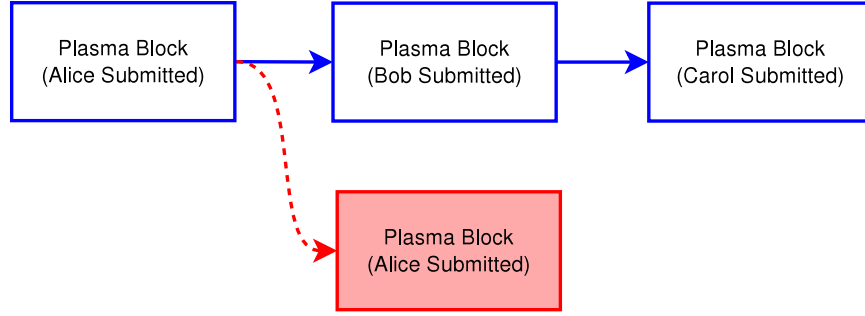 Plasma Block
(Alice Submitted)
Plasma Block
(Bob Submitted)
Plasma Block
(Carol Submitted)
Plasma Block
(Alice Submitted)